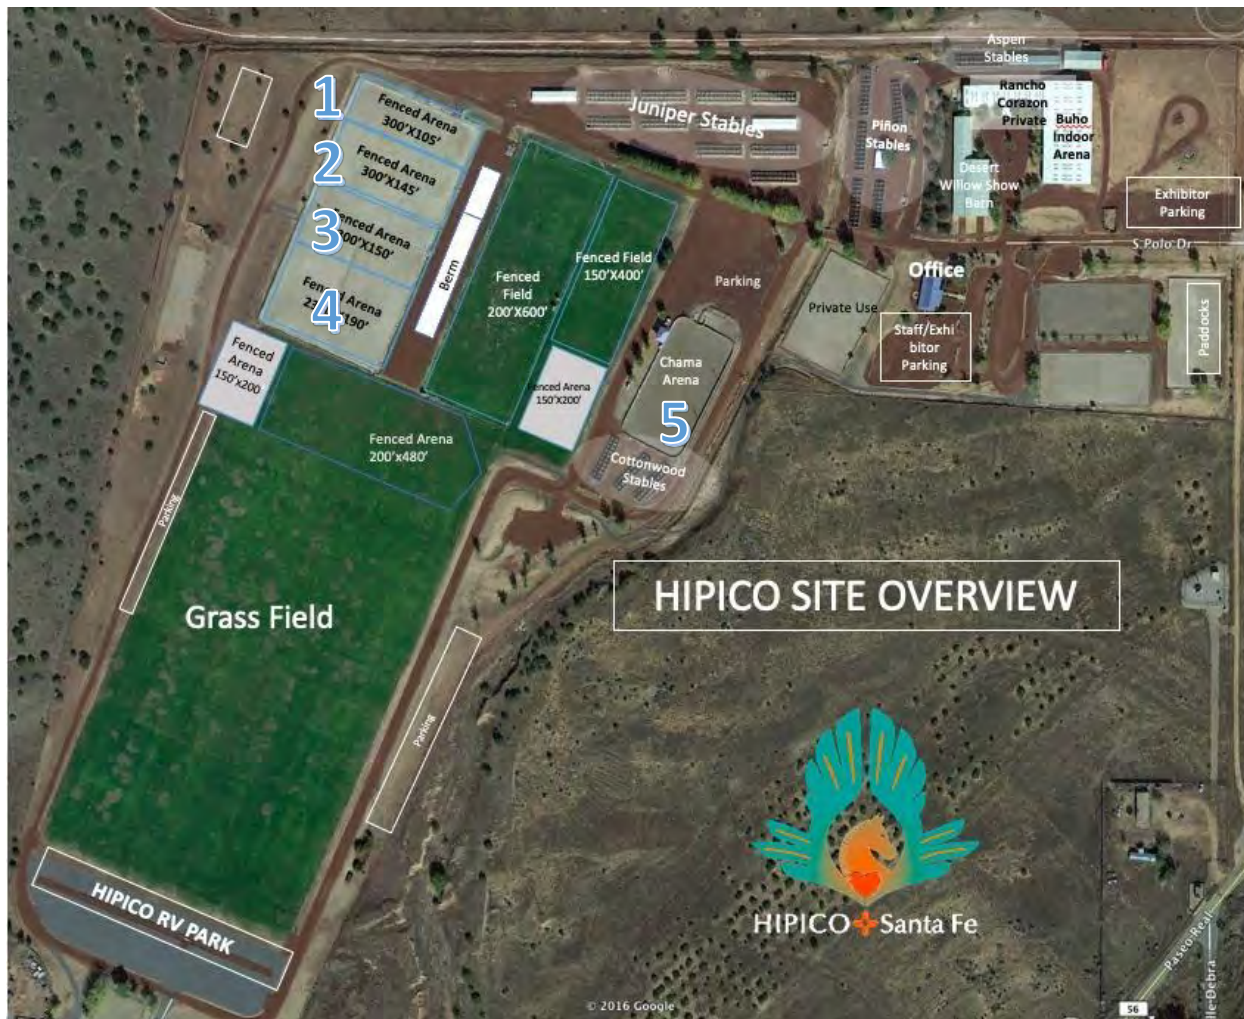 Aspen
Stables
1
Fenced Arena
300'X105'
Juniper Stables
Piñon
Stables
Rancho
Corazon
Private
Buho
Indoor
Arena
2
Fenced Arena
300'X145'
Desert
Willow Show
Barn
Exhibitor
Parking
3
Fenced Arena
300'X150'
S Polo Dr
Fenced Field
150'X400'
Fenced
Field
200'X600'
Berm
Parking
Office
4
Fenced Arena
190'
Private Use
Staff/Exhi
bitor
Parking
Paddocks
Fenced
Arena
150'x200
Fenced Arena
150'X200'
Chama
Arena
5
Fenced Arena
200'x480'
Cottonwood
Stables
Parking
Grass Field
HIPICO SITE OVERVIEW
Parking
HIPICO RV PARK
HIPICO Santa Fe
Paseo Real
lle Debra
56
© 2016 Google